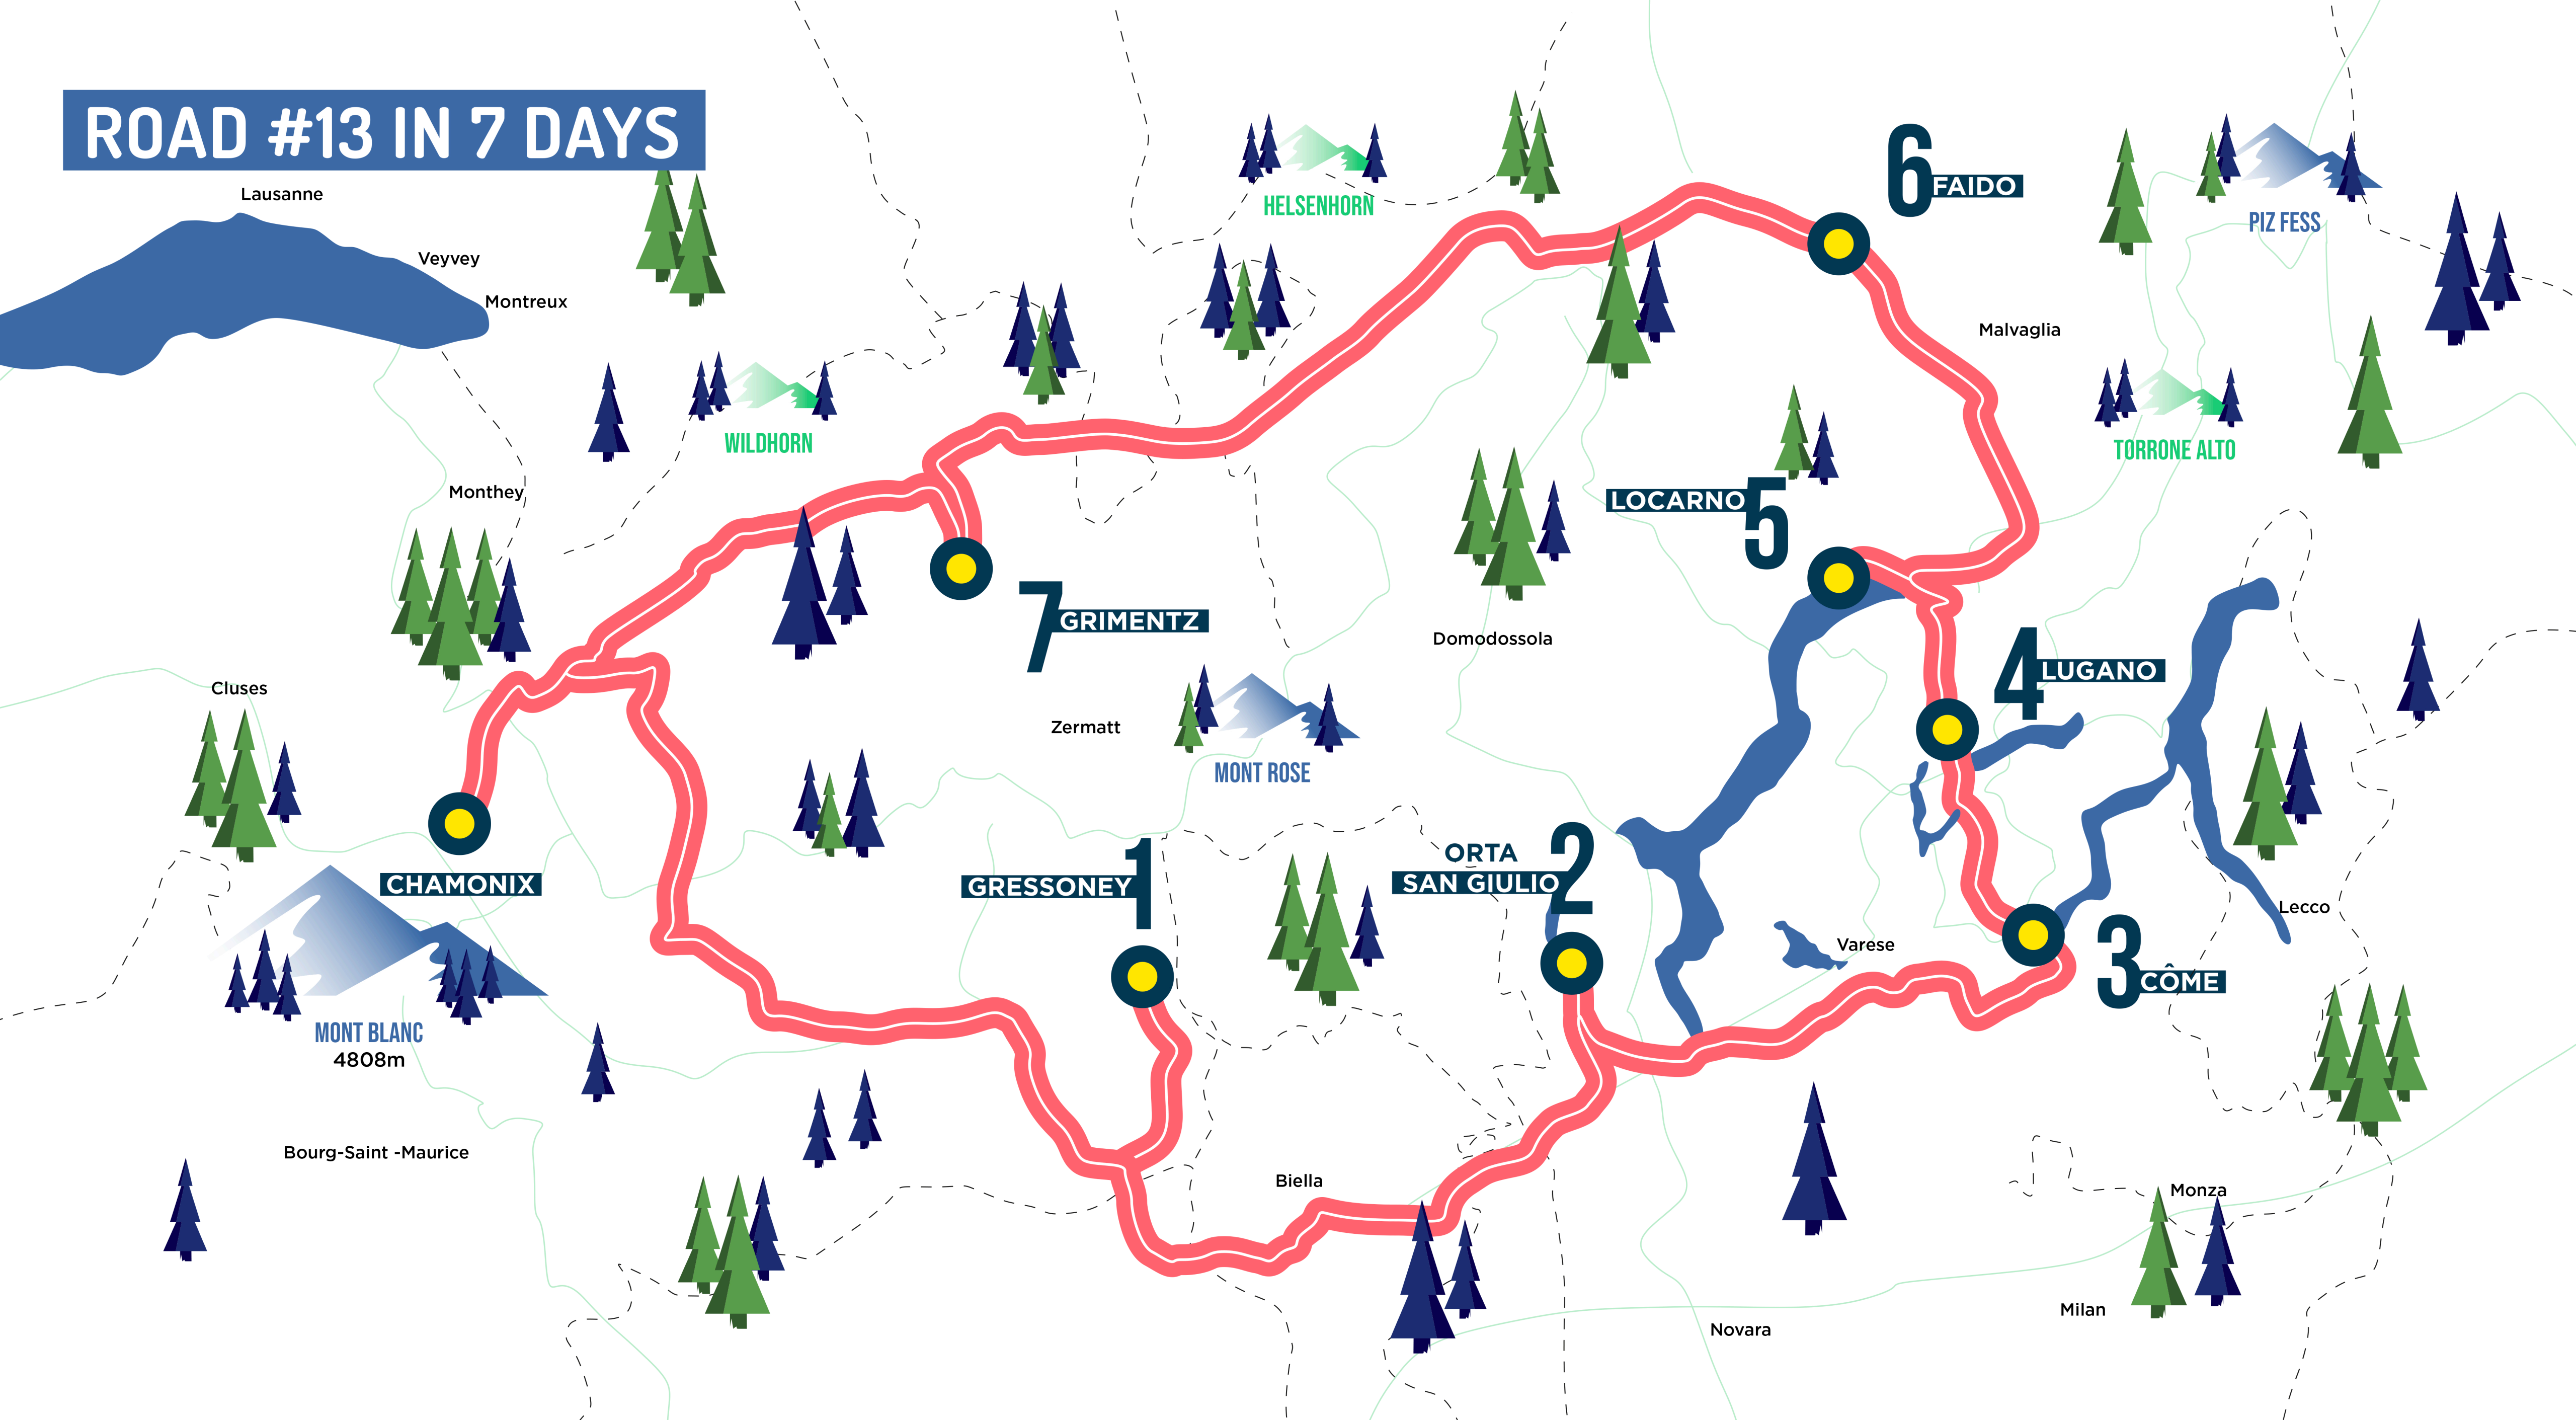 ROAD #13 IN 7 DAYS
Lausanne
Veyvey
Montreux
HELSENHORN
6 FAIDO
PIZ FESS
Malvaglia
WILDHORN
TORRONE ALTO
Monthey
LOCARNO 5
7 GRIMENTZ
Domodossola
4 LUGANO
Cluses
Zermatt
MONT ROSE
CHAMONIX
GRESSONEY 1
ORTA
SAN GIULIO 2
Lecco
Varese
3 CÔME
MONT BLANC
4808m
Bourg-Saint -Maurice
Biella
Monza
Milan
Novara